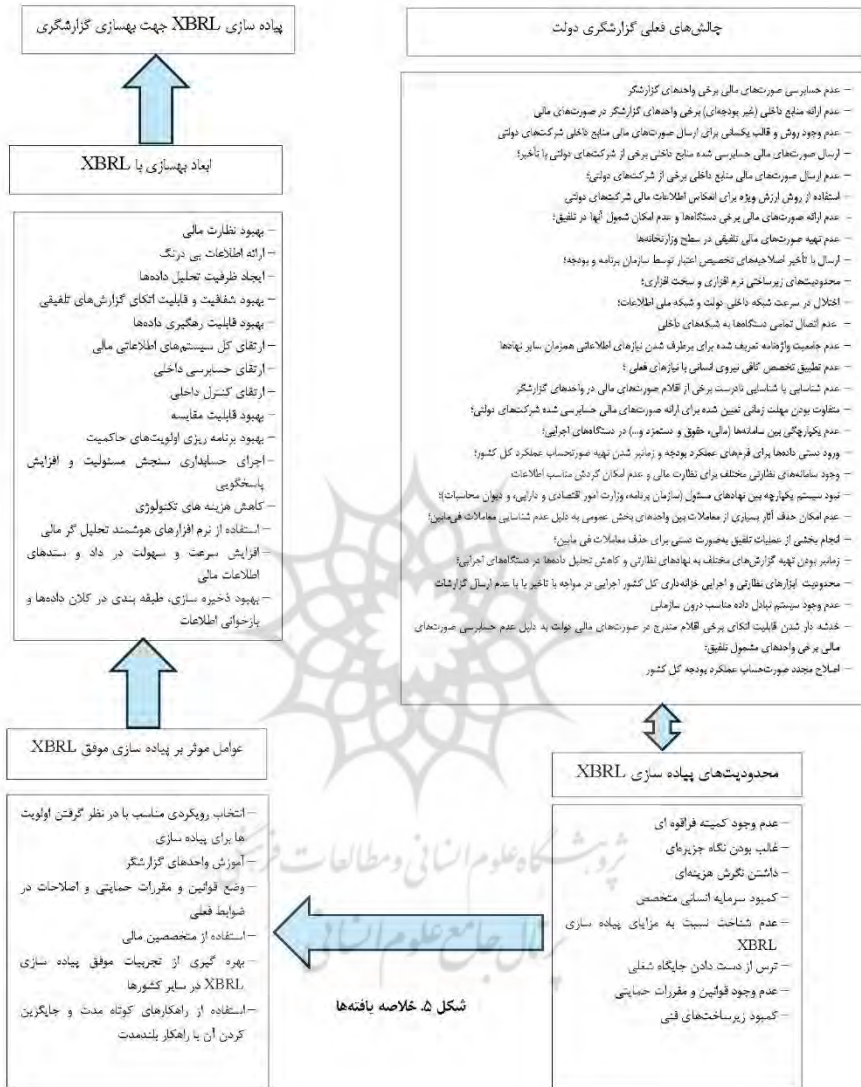 چالش‌های فعلی گزارشگری دولت
– عدم حسابرسی صورت‌های مالی برخی واحدهای گزارشگر
– عدم ارائه منابع داخلی (غیر بودجه‌ای) برخی واحدهای گزارشگر در صورت‌های مالی
– عدم وجود روش و قالب یکسانی برای ارسال صورت‌های مالی منابع داخلی شرکت‌های دولتی
– ارسال صورت‌های مالی حسابرسی شده منابع داخلی برخی از شرکت‌های دولتی با تأخیر؛
– عدم ارسال صورت‌های مالی منابع داخلی برخی از شرکت‌های دولتی؛
– استفاده از روش ارزش ویژه برای انعکاس اطلاعات مالی شرکت‌های دولتی
– عدم ارائه صورت‌های مالی برخی دستگاه‌ها و عدم امکان شمول آنها در تلفیق؛
– عدم تهیه صورت‌های مالی تلفیقی در سطح وزارتخانه‌ها
– ارسال با تأخیر اصلاحیه‌های تخصیص اعتبار توسط سازمان برنامه و بودجه؛
– محدودیت‌های زیرساختی نرم افزاری و سخت افزاری؛
– اختلال در سرعت شبکه داخلی دولت و شبکه ملی اطلاعات؛
– عدم اتصال تمامی دستگاه‌ها به شبکه‌های داخلی
– عدم جامعیت واژه‌نامه تعریف شده برای برطرف شدن نیازهای اطلاعاتی همزمان سایر نهادها
– عدم تطبیق تخصص کافی نیروی انسانی با نیازهای فعلی ؛
– عدم شناسایی یا شناسایی نادرست برخی از اقلام صورت‌های مالی در واحدهای گزارشگر
– متفاوت بودن مهلت زمانی تعیین شده برای ارائه صورت‌های مالی حسابرسی شده شرکت‌های دولتی؛
– عدم یکپارچگی بین سامانه‌ها (مالی، حقوق و دستمزد و...) در دستگاه‌های اجرایی؛
– ورود دستی داده‌ها برای فرم‌های عملکرد بودجه و زمانبر شدن تهیه صورتحساب عملکرد کل کشور؛
– وجود سامانه‌های نظارتی مختلف برای نظارت مالی و عدم امکان گردش مناسب اطلاعات
– نبود سیستم یکپارچه بین نهادهای مسئول (سازمان برنامه، وزارت امور اقتصادی و دارایی، و دیوان محاسبات)؛
– عدم امکان حذف آثار بسیاری از معاملات بین واحدهای بخش عمومی به دلیل عدم شناسایی معاملات فی‌مابین؛
– انجام بخشی از عملیات تلفیق به‌صورت دستی برای حذف معاملات فی مابین؛
– زمانبر بودن تهیه گزارش‌های مختلف به نهادهای نظارتی و کاهش تحلیل داده‌ها در دستگاه‌های اجرایی؛
– محدودیت ابزارهای نظارتی و اجرایی خزانه‌داری کل کشور اجرایی در مواجه با تاخیر یا با عدم ارسال گزارشات
– عدم وجود سیستم تبادل داده مناسب درون سازمانی
– خدشه دار شدن قابلیت اتکای برخی اقلام مندرج در صورت‌های مالی دولت به دلیل عدم حسابرسی صورت‌های
مالی برخی واحدهای مشمول تلفیق؛
– اصلاح مجدد صورت‌حساب عملکرد بودجه کل کشور
پیاده سازی XBRL جهت بهسازی گزارشگری
ابعاد بهسازی با XBRL
– بهبود نظارت مالی
– ارائه اطلاعات بی درنگ
– ایجاد ظرفیت تحلیل داده‌ها
– بهبود شفافیت و قابلیت اتکای گزارش‌های تلفیقی
– بهبود قابلیت رهگیری داده‌ها
– ارتقای کل سیستم‌های اطلاعاتی مالی
– ارتقای حسابرسی داخلی
– ارتقای کنترل داخلی
– بهبود قابلیت مقایسه
– بهبود برنامه ریزی اولویت‌های حاکمیت
– اجرای حسابداری سنجش مسئولیت و افزایش
پاسخگویی
– کاهش هزینه های تکنولوژی
– استفاده از نرم افزارهای هوشمند تحلیل گر مالی
– افزایش سرعت و سهولت در داد و ستدهای
اطلاعات مالی
– بهبود ذخیره سازی، طبقه بندی در کلان داده‌ها و
بازخوانی اطلاعات
محدودیت‌های پیاده سازی XBRL
– عدم وجود کمیته فراقوه ای
– غالب بودن نگاه جزیره‌ای
– داشتن نگرش هزینه‌ای
– کمبود سرمایه انسانی متخصص
– عدم شناخت نسبت به مزایای پیاده سازی
XBRL
– ترس از دست دادن جایگاه شغلی
– عدم وجود قوانین و مقررات حمایتی
– کمبود زیرساخت‌های فنی
عوامل موثر بر پیاده سازی موفق XBRL
– انتخاب رویکردی مناسب با در نظر گرفتن اولویت
ها برای پیاده سازی
– آموزش واحدهای گزارشگر
– وضع قوانین و مقررات حمایتی و اصلاحات در
ضوابط فعلی
– استفاده از متخصصین مالی
– بهره گیری از تجربیات موفق پیاده سازی
XBRL در سایر کشورها
– استفاده از راهکارهای کوتاه مدت و جایگزین
کردن آن با راهکار بلندمدت
پژوهشگاه علوم انسانی و مطالعات فرهنگی
پرتال جامع علوم انسانی
شکل ۵. خلاصه یافته‌ها